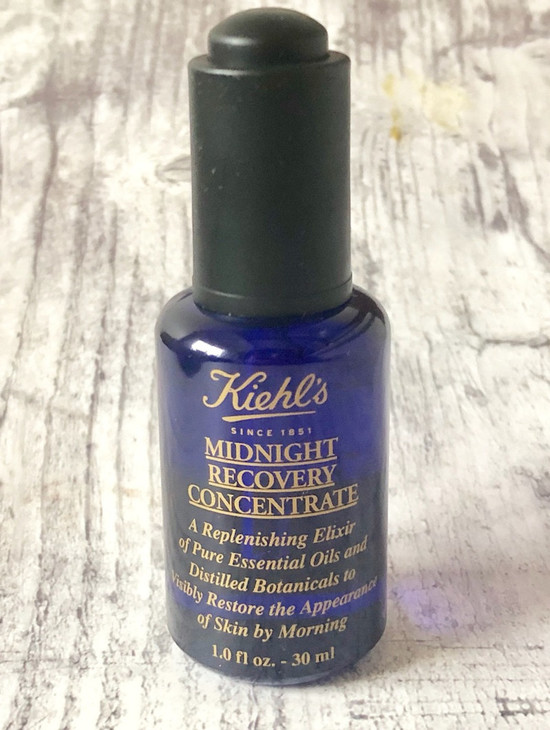 Kiehl's
SINCE 1851
MIDNIGHT
RECOVERY
CONCENTRATE
A Replenishing Elixir
of Pure Essential Oils and
Distilled Botanicals to
Visibly Restore the Appearance
of Skin by Morning
1.0 fl oz. - 30 ml